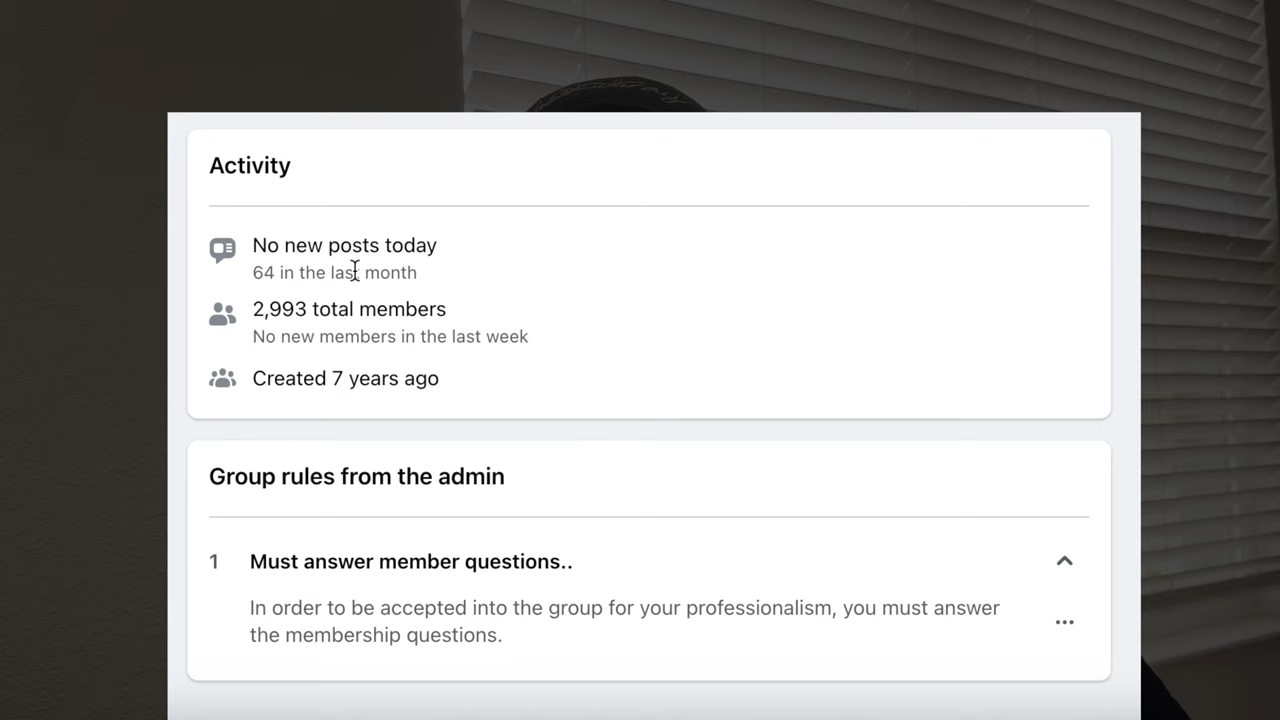 Activity
No new posts today
64 in the last month
2,993 total members
No new members in the last week
Created 7 years ago
Group rules from the admin
1 Must answer member questions..
In order to be accepted into the group for your professionalism, you must answer
the membership questions.